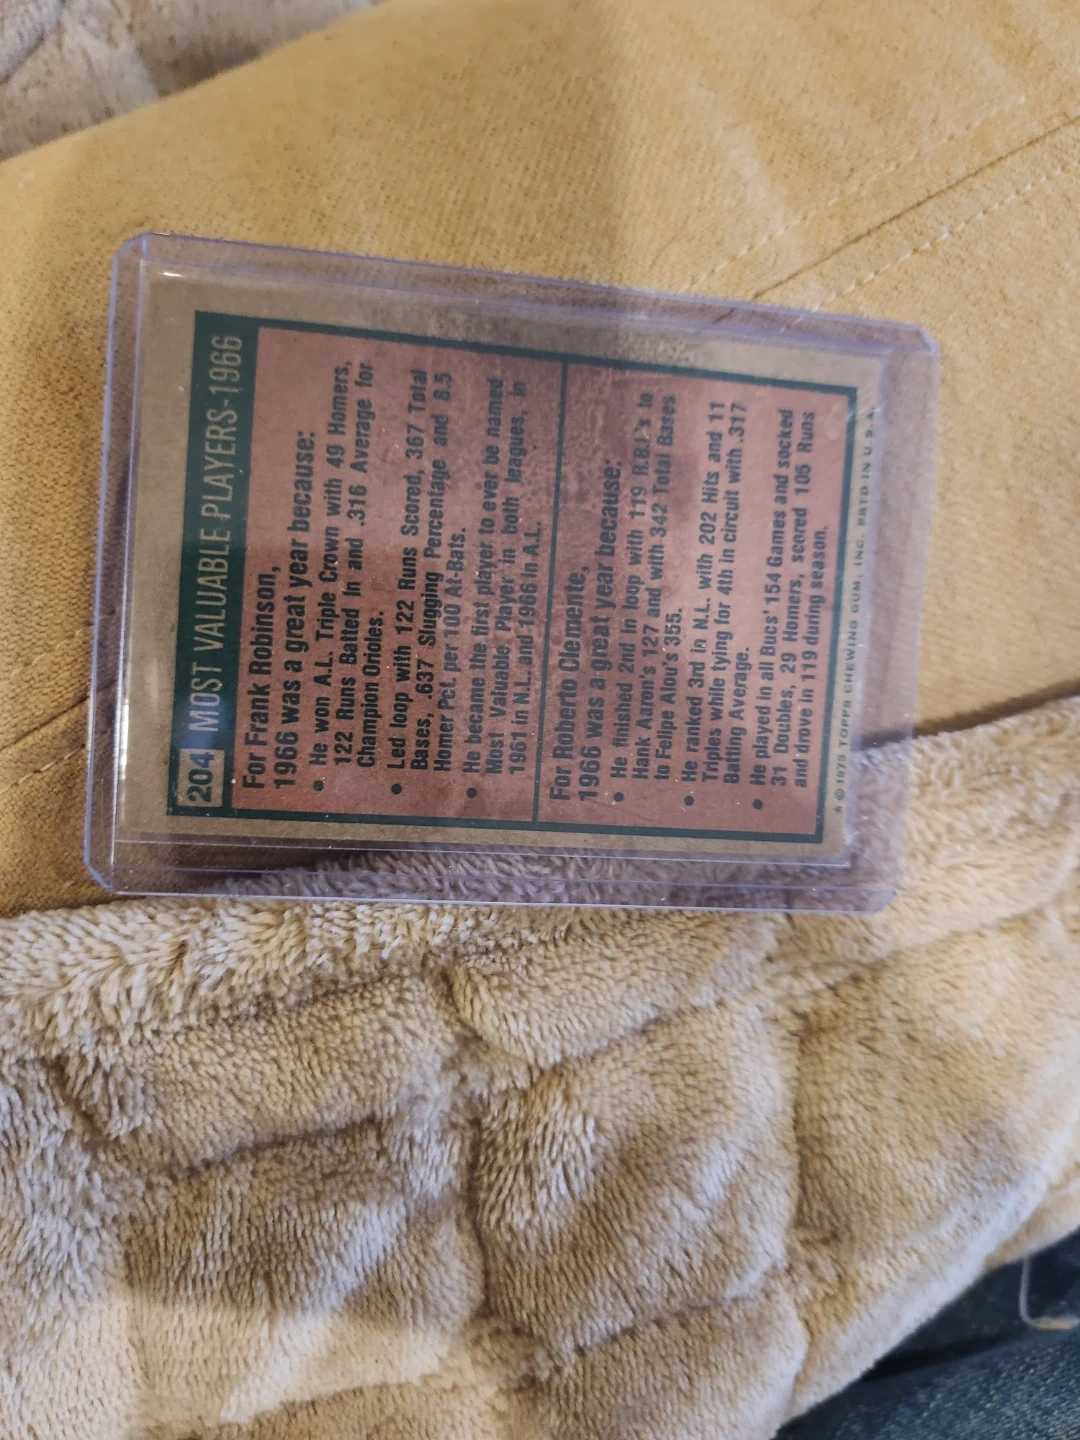 204 MOST VALUABLE PLAYERS-1966
For Frank Robinson,
1966 was a great year because:
• He won A.L. Triple Crown with 49 Homers,
122 Runs Batted In and .316 Average for
Champion Orioles.
• Led loop with 122 Runs Scored, 367 Total
Bases, .637 Slugging Percentage and 8.5
Homer Pct. per 100 At-Bats.
• He became the first player to ever be named
Most Valuable Player in both leagues, in
1961 in N.L. and 1966 in A.L.
For Roberto Clemente,
1966 was a great year because:
• He finished 2nd in loop with 119 R.B.I.'s to
Hank Aaron's 127 and with 342 Total Bases
to Felipe Alou's 355.
• He ranked 3rd in N.L. with 202 Hits and 11
Triples while tying for 4th in circuit with .317
Batting Average.
• He played in all Bucs' 154 Games and socked
31 Doubles, 29 Homers, scored 105 Runs
and drove in 119 during season.
* © 1975 TOPPS CHEWING GUM, INC. PRTD IN U.S.A.